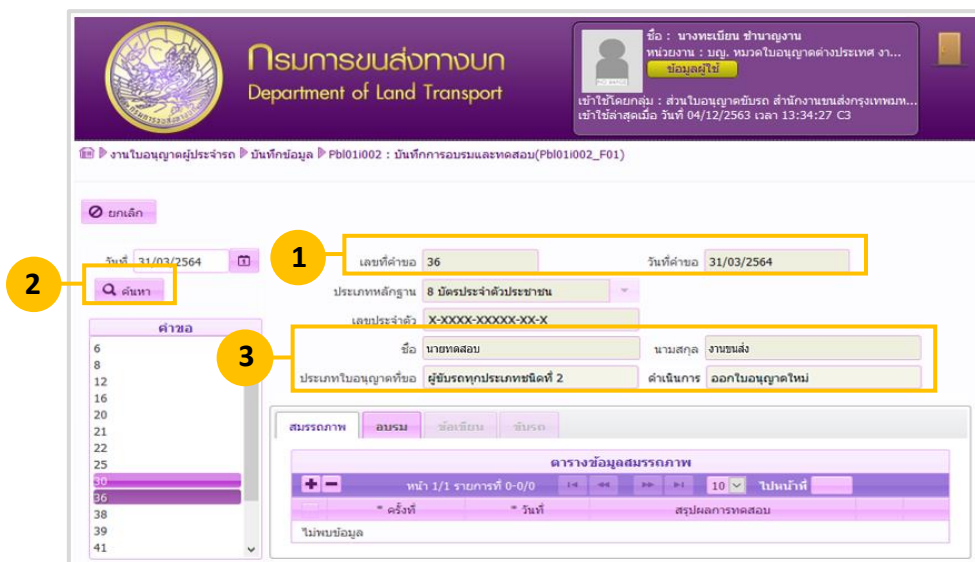 กรมการขนส่งทางบก
Department of Land Transport
ชื่อ : นางทะเบียน ชำนาญงาน
หน่วยงาน : บญ. หมวดใบอนุญาตต่างประเทศ งา...
ข้อมูลผู้ใช้
เข้าใช้โดยกลุ่ม : ส่วนใบอนุญาตขับรถ สำนักงานขนส่งกรุงเทพมห...
เข้าใช้ล่าสุดเมื่อ วันที่ 04/12/2563 เวลา 13:34:27 C3
งานใบอนุญาตผู้ประจำรถ บันทึกข้อมูล Pbl01i002 : บันทึกการอบรมและทดสอบ(Pbl01i002_F01)
ยกเลิก
วันที่ 31/03/2564
2
ค้นหา
คำขอ
6
8
12
16
20
21
22
25
30
36
38
39
41
1
เลขที่คำขอ 36 วันที่คำขอ 31/03/2564
ประเภทหลักฐาน 8 บัตรประจำตัวประชาชน
เลขประจำตัว X-XXXX-XXXXX-XX-X
3
ชื่อ นายทดสอบ นามสกุล งานขนส่ง
ประเภทใบอนุญาตที่ขอ ผู้ขับรถทุกประเภทชนิดที่ 2 ดำเนินการ ออกใบอนุญาตใหม่
สมรรถภาพ อบรม ข้อเขียน ขับรถ
ตารางข้อมูลสมรรถภาพ
หน้า 1/1 รายการที่ 0-0/0 10 ไปหน้าที่
* ครั้งที่ * วันที่ สรุปผลการทดสอบ
ไม่พบข้อมูล